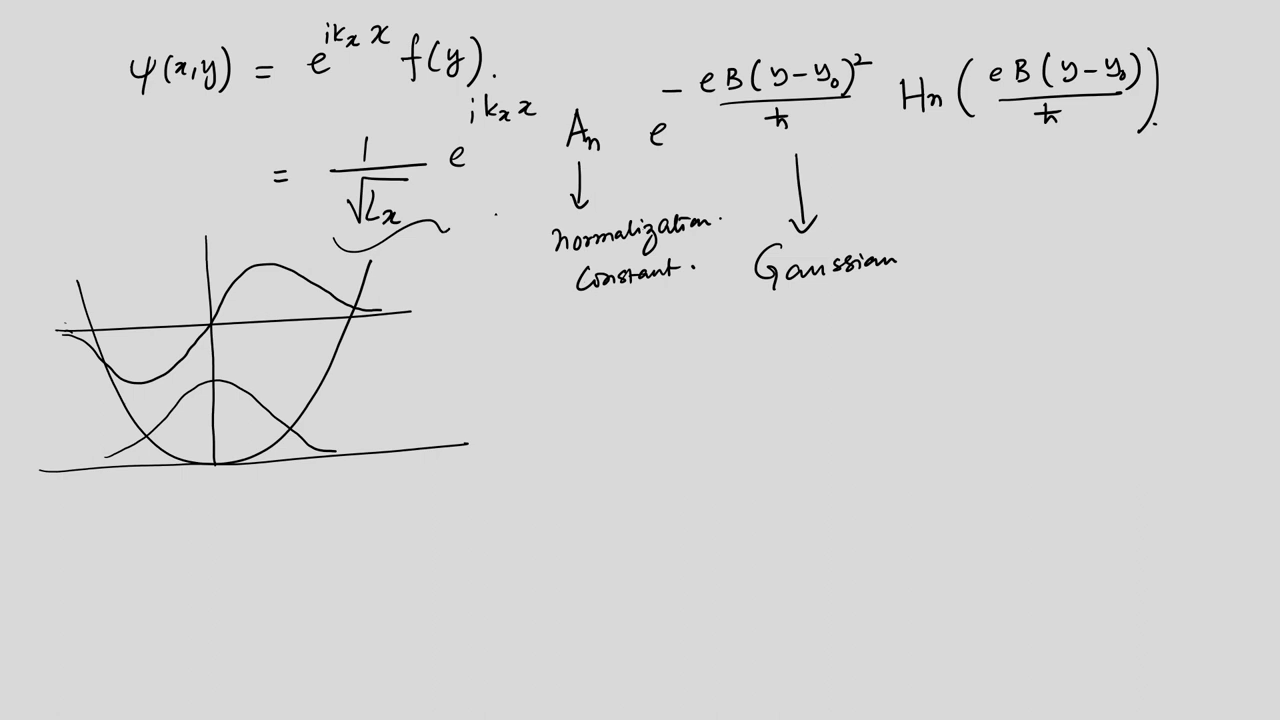 ψ(x,y) = e^{ik_x x} f(y).
= 1/√L_x e^{ik_x x} A_n e^{-eB(y-y_0)^2/ħ} H_n(eB(y-y_0)/ħ).
Normalization.
Constant.
Gaussian